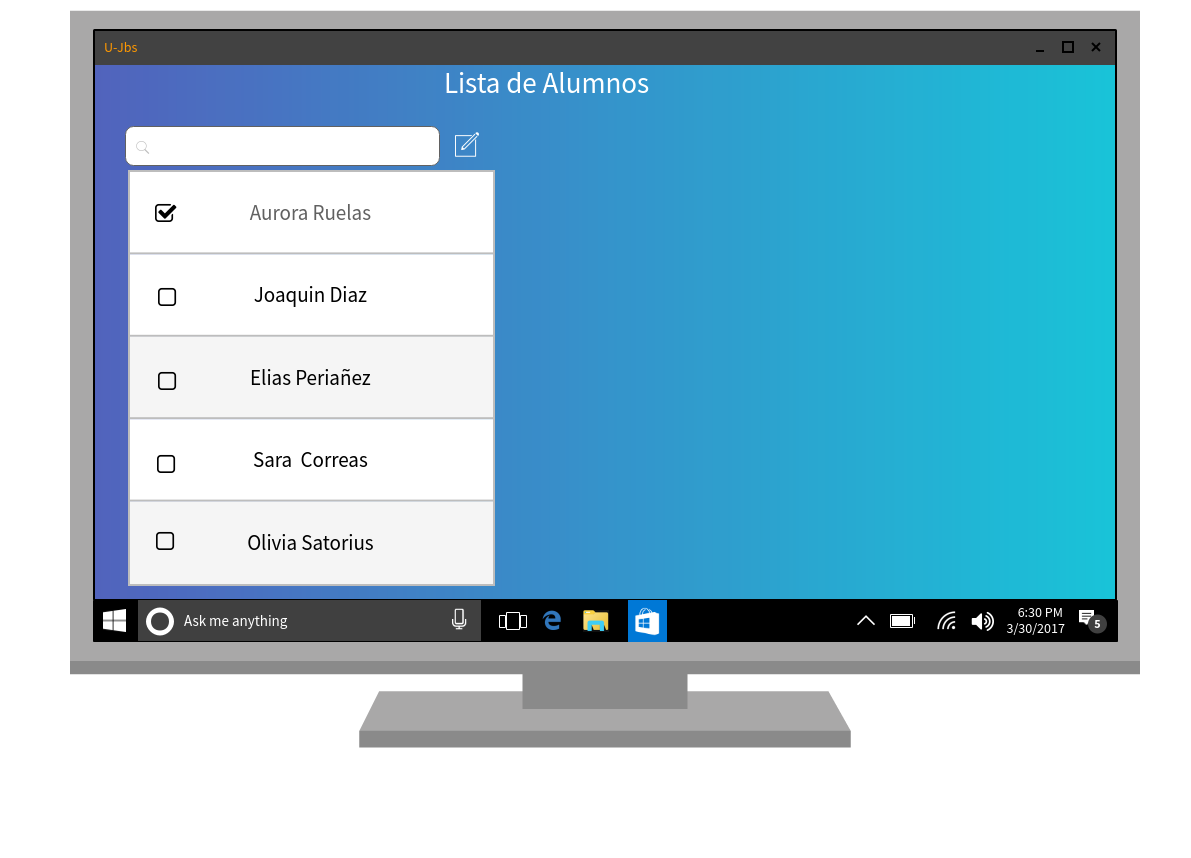 U-Jbs
Lista de Alumnos
Aurora Ruelas
Joaquin Diaz
Elias Periañez
Sara  Correas
Olivia Satorius
Ask me anything
6:30 PM
3/30/2017
5